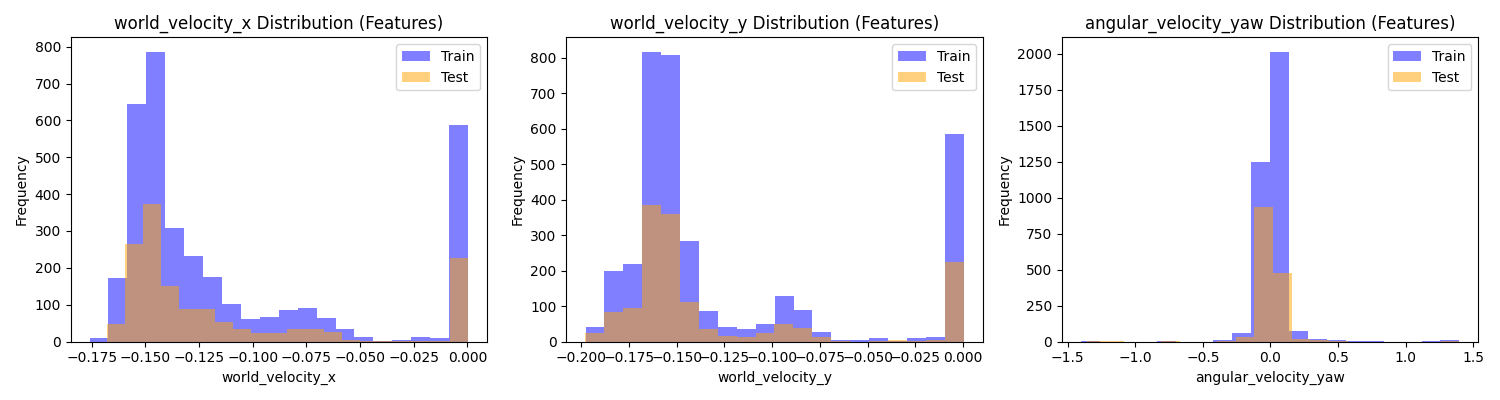 world_velocity_x Distribution (Features)
800
700
600
500
400
300
200
100
0
Frequency
Train
Test
−0.175 −0.150 −0.125 −0.100 −0.075 −0.050 −0.025 0.000
world_velocity_x
world_velocity_y Distribution (Features)
800
700
600
500
400
300
200
100
0
Frequency
Train
Test
−0.200 −0.175 −0.150 −0.125 −0.100 −0.075 −0.050 −0.025 0.000
world_velocity_y
angular_velocity_yaw Distribution (Features)
2000
1750
1500
1250
1000
750
500
250
0
Frequency
Train
Test
−1.5 −1.0 −0.5 0.0 0.5 1.0 1.5
angular_velocity_yaw